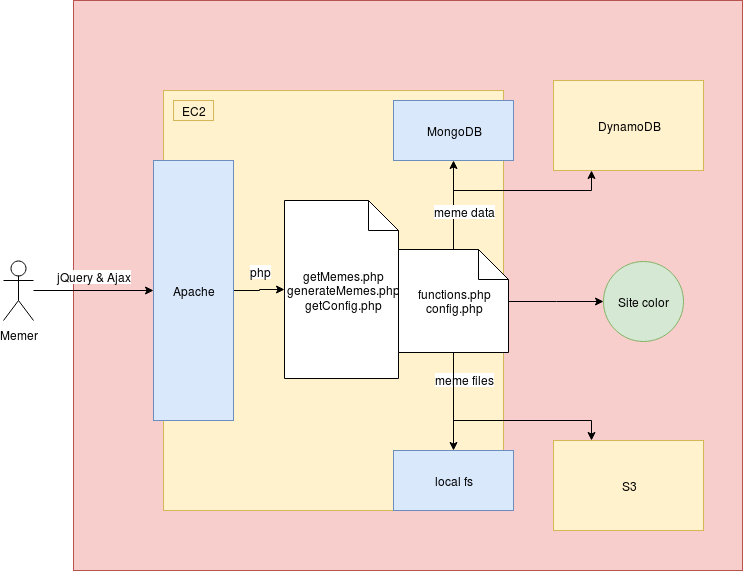 EC2
MongoDB
DynamoDB
meme data
jQuery & Ajax
Memer
Apache
php
getMemes.php
generateMemes.php
getConfig.php
functions.php
config.php
Site color
meme files
local fs
S3